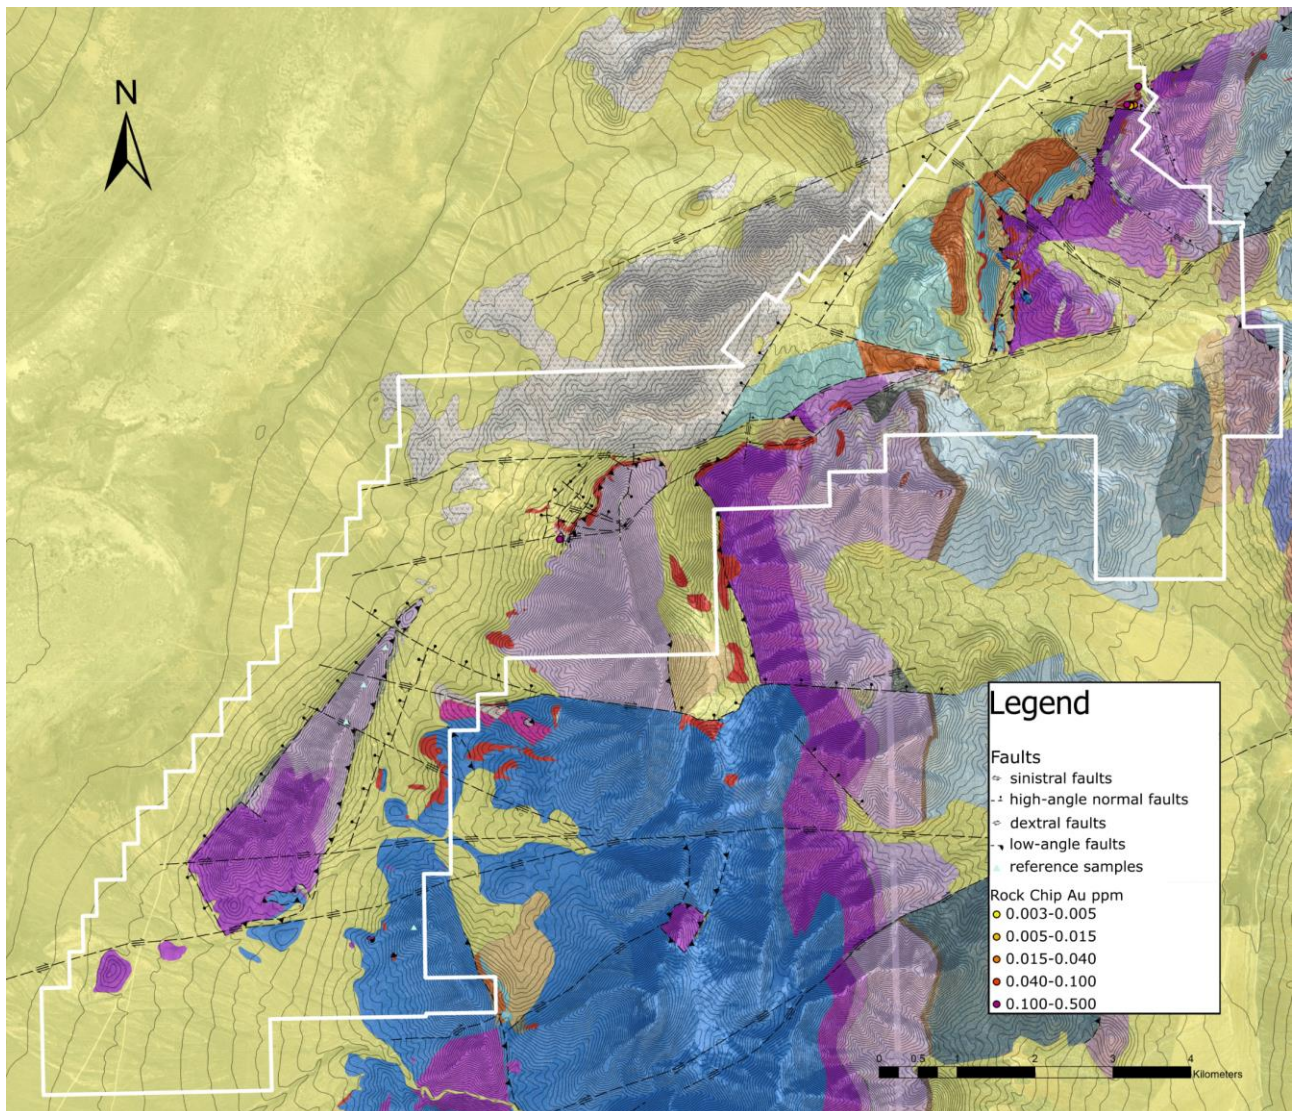 N
Legend
Faults
sinistral faults
high-angle normal faults
dextral faults
low-angle faults
reference samples
Rock Chip Au ppm
0.003-0.005
0.005-0.015
0.015-0.040
0.040-0.100
0.100-0.500
0 0.5 1 2 3 4
Kilometers